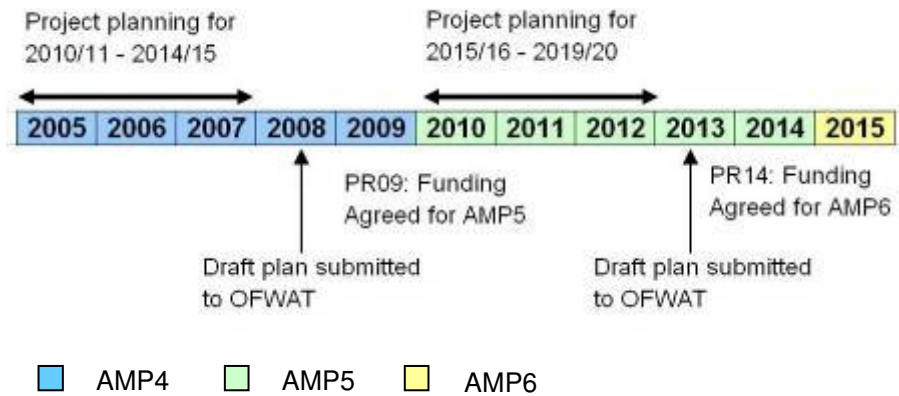 Project planning for
2010/11 - 2014/15
Project planning for
2015/16 - 2019/20
2005 2006 2007 2008 2009 2010 2011 2012 2013 2014 2015
PR09: Funding
Agreed for AMP5
PR14: Funding
Agreed for AMP6
Draft plan submitted
to OFWAT
Draft plan submitted
to OFWAT
AMP4 AMP5 AMP6